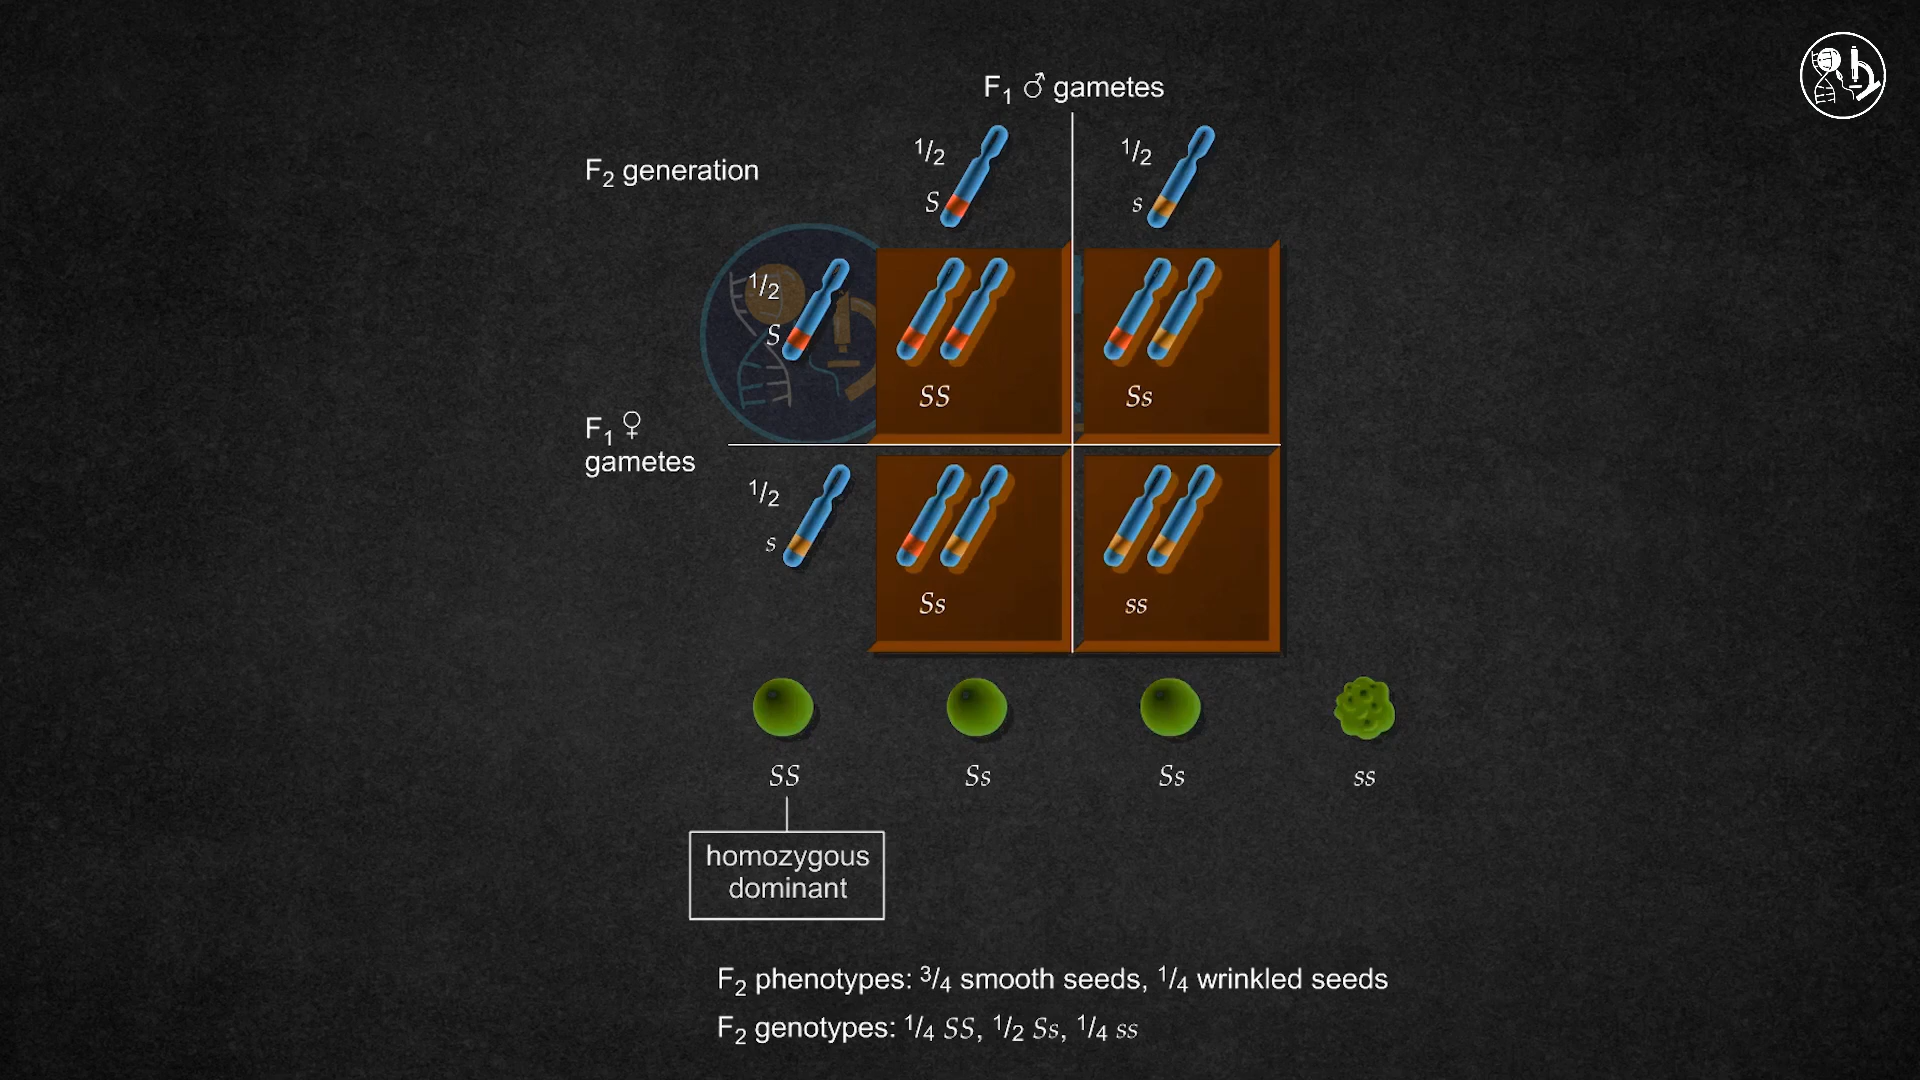 F₁ ♂ gametes
1/2
1/2
F₂ generation
S
s
1/2
S
SS
Ss
F₁ ♀
gametes
1/2
s
Ss
ss
SS
Ss
Ss
ss
homozygous
dominant
F₂ phenotypes: 3/4 smooth seeds, 1/4 wrinkled seeds
F₂ genotypes: 1/4 SS, 1/2 Ss, 1/4 ss